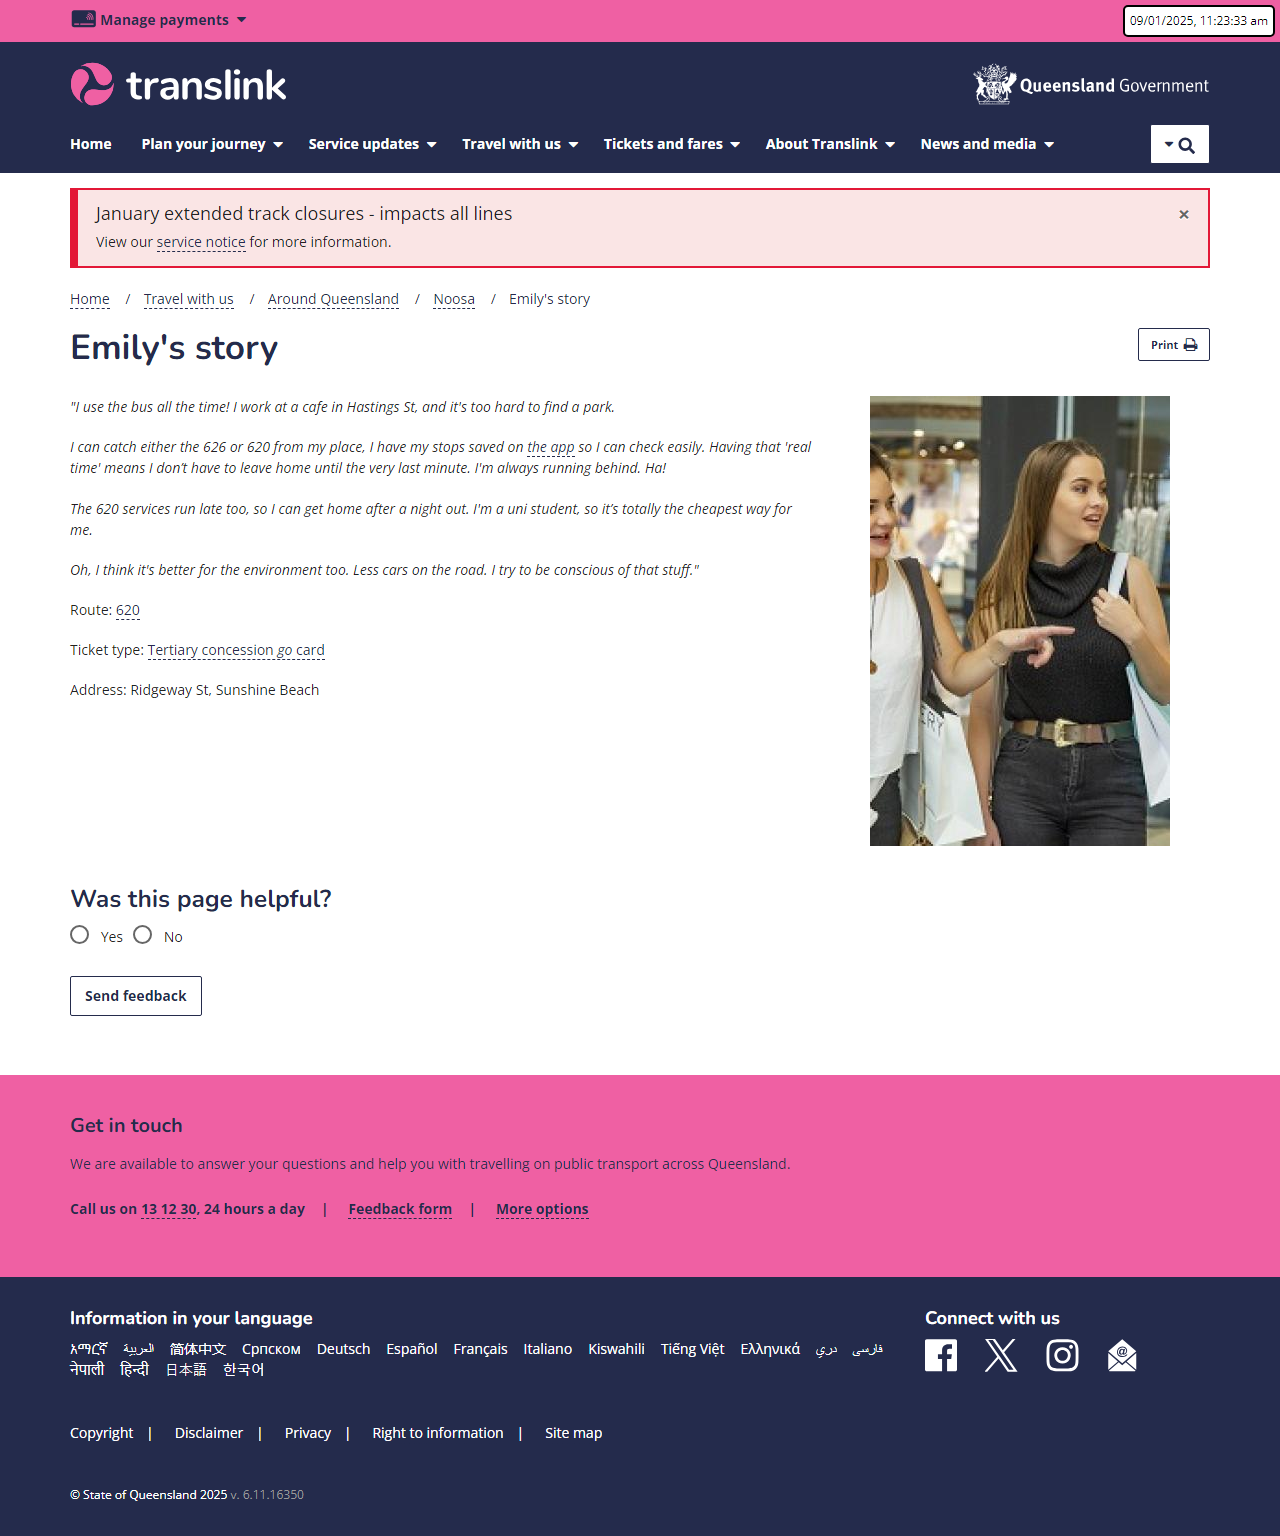 Manage payments
09/01/2025, 11:23:33 am
translink
Queensland Government
Home
Plan your journey
Service updates
Travel with us
Tickets and fares
About Translink
News and media
January extended track closures - impacts all lines
×
View our service notice for more information.
Home / Travel with us / Around Queensland / Noosa / Emily's story
Emily's story
Print
"I use the bus all the time! I work at a cafe in Hastings St, and it's too hard to find a park.
I can catch either the 626 or 620 from my place, I have my stops saved on the app so I can check easily. Having that 'real
time' means I don’t have to leave home until the very last minute. I'm always running behind. Ha!
The 620 services run late too, so I can get home after a night out. I'm a uni student, so it’s totally the cheapest way for
me.
Oh, I think it's better for the environment too. Less cars on the road. I try to be conscious of that stuff."
Route: 620
Ticket type: Tertiary concession go card
Address: Ridgeway St, Sunshine Beach
Was this page helpful?
Yes
No
Send feedback
Get in touch
We are available to answer your questions and help you with travelling on public transport across Queensland.
Call us on 13 12 30, 24 hours a day | Feedback form | More options
Information in your language
አማርኛ العربية 简体中文 Српском Deutsch Español Français Italiano Kiswahili Tiếng Việt Ελληνικά دري فارسی
नेपाली हिन्दी 日本語 한국어
Connect with us
Copyright | Disclaimer | Privacy | Right to information | Site map
© State of Queensland 2025 v. 6.11.16350